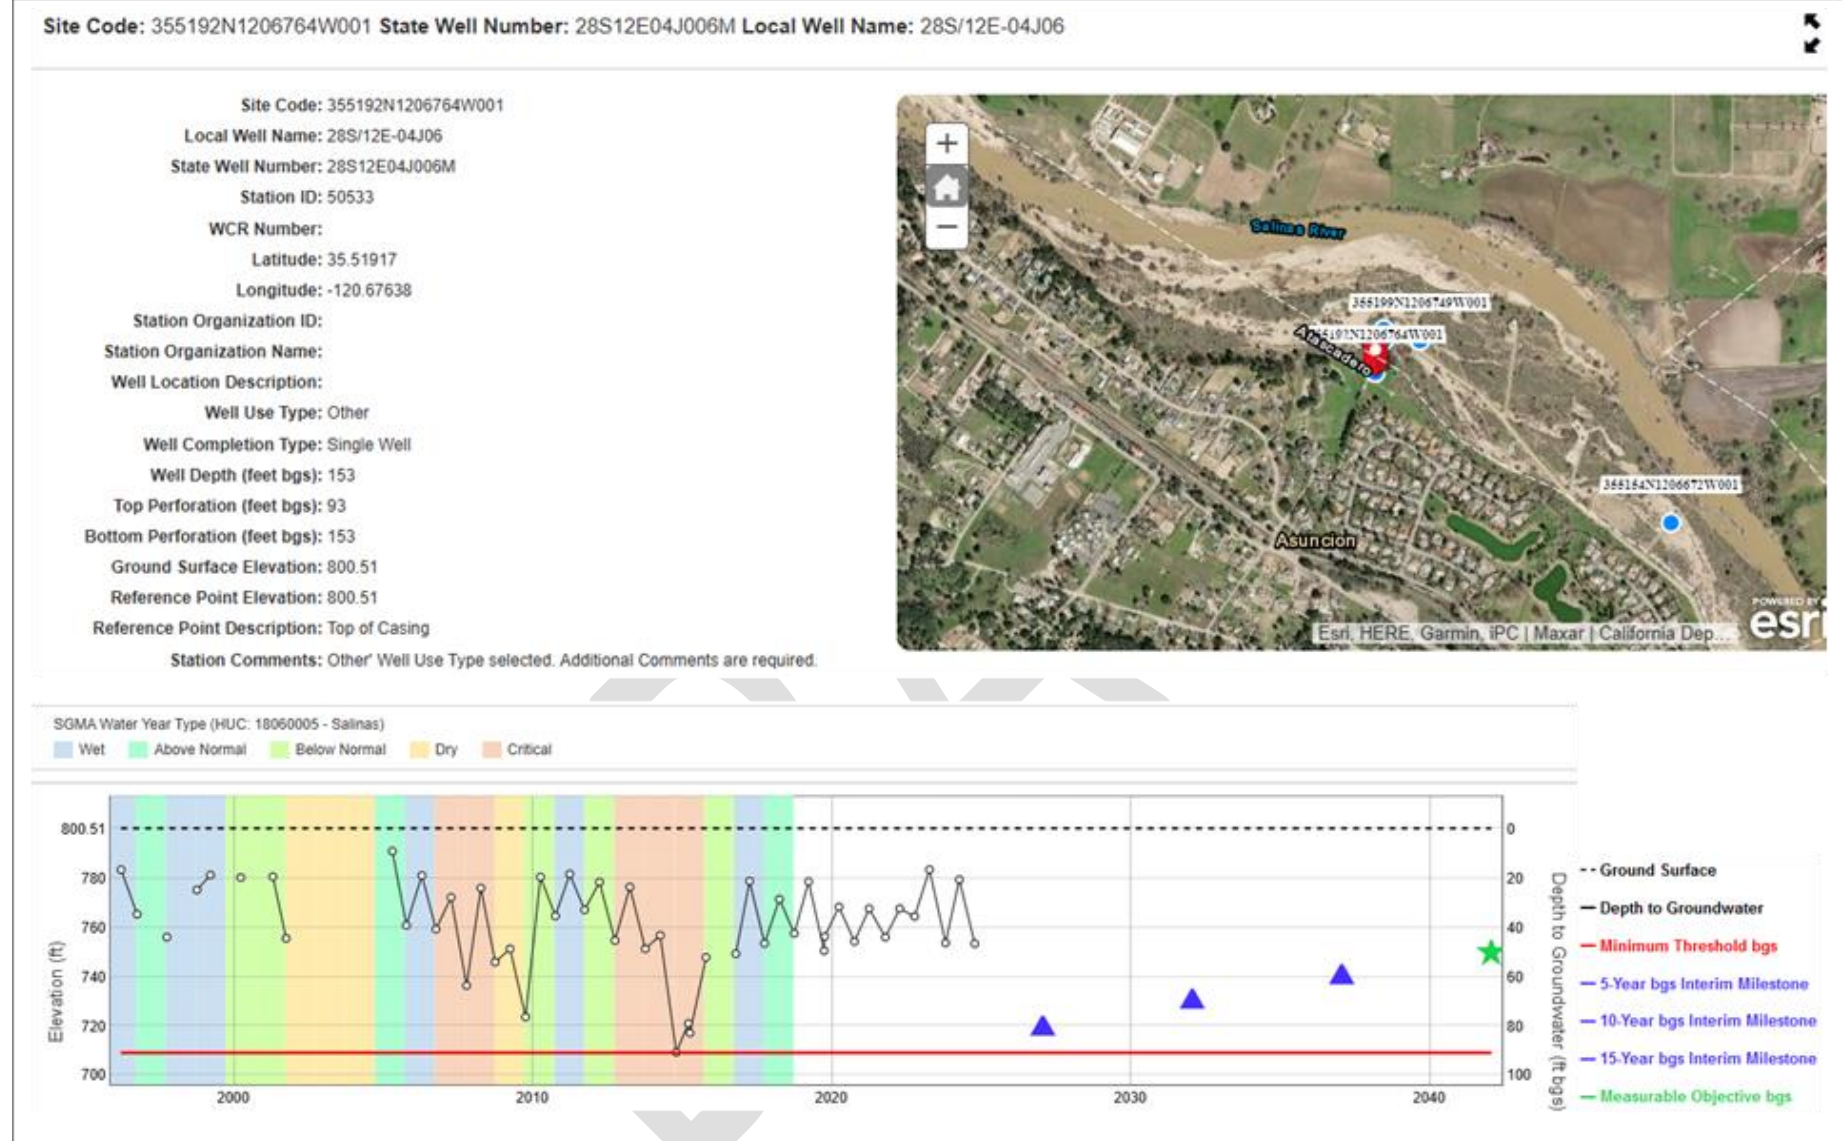 Site Code: 355192N1206764W001 State Well Number: 28S12E04J006M Local Well Name: 28S/12E-04J06
Site Code: 355192N1206764W001
Local Well Name: 28S/12E-04J06
State Well Number: 28S12E04J006M
Station ID: 50533
WCR Number:
Latitude: 35.51917
Longitude: -120.67638
Station Organization ID:
Station Organization Name:
Well Location Description:
Well Use Type: Other
Well Completion Type: Single Well
Well Depth (feet bgs): 153
Top Perforation (feet bgs): 93
Bottom Perforation (feet bgs): 153
Ground Surface Elevation: 800.51
Reference Point Elevation: 800.51
Reference Point Description: Top of Casing
Station Comments: Other' Well Use Type selected. Additional Comments are required.
+
−
Salinas River
355199N1206749W001
355192N1206764W001
Atascadero
355154N1206672W001
Asuncion
POWERED BY
esri
Esri, HERE, Garmin, iPC | Maxar | California Dep...
SGMA Water Year Type (HUC: 18060005 - Salinas)
Wet Above Normal Below Normal Dry Critical
Elevation (ft)
800.51
780
760
740
720
700
2000 2010 2020 2030 2040
0
20
40
60
80
100
Depth to Groundwater (ft bgs)
Ground Surface
Depth to Groundwater
Minimum Threshold bgs
5-Year bgs Interim Milestone
10-Year bgs Interim Milestone
15-Year bgs Interim Milestone
Measurable Objective bgs